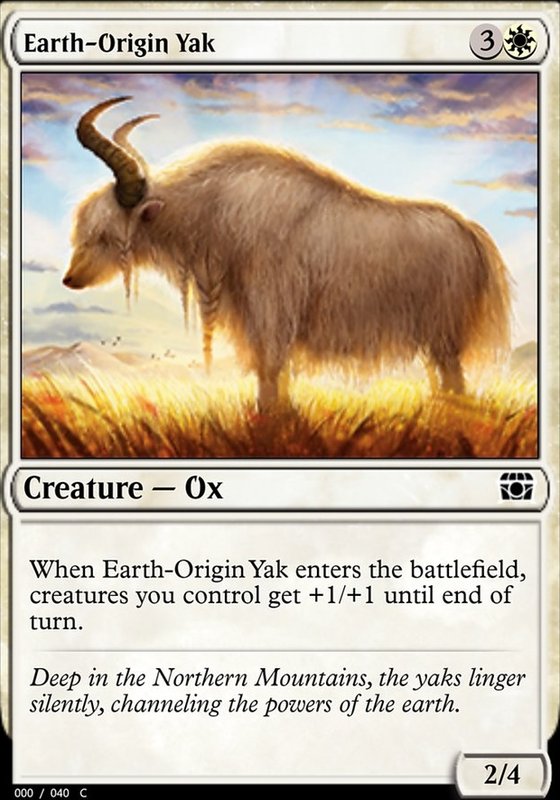 Earth-Origin Yak
3
Creature — Ox
When Earth-Origin Yak enters the battlefield,
creatures you control get +1/+1 until end of
turn.
Deep in the Northern Mountains, the yaks linger
silently, channeling the powers of the earth.
2/4
000 / 040 C